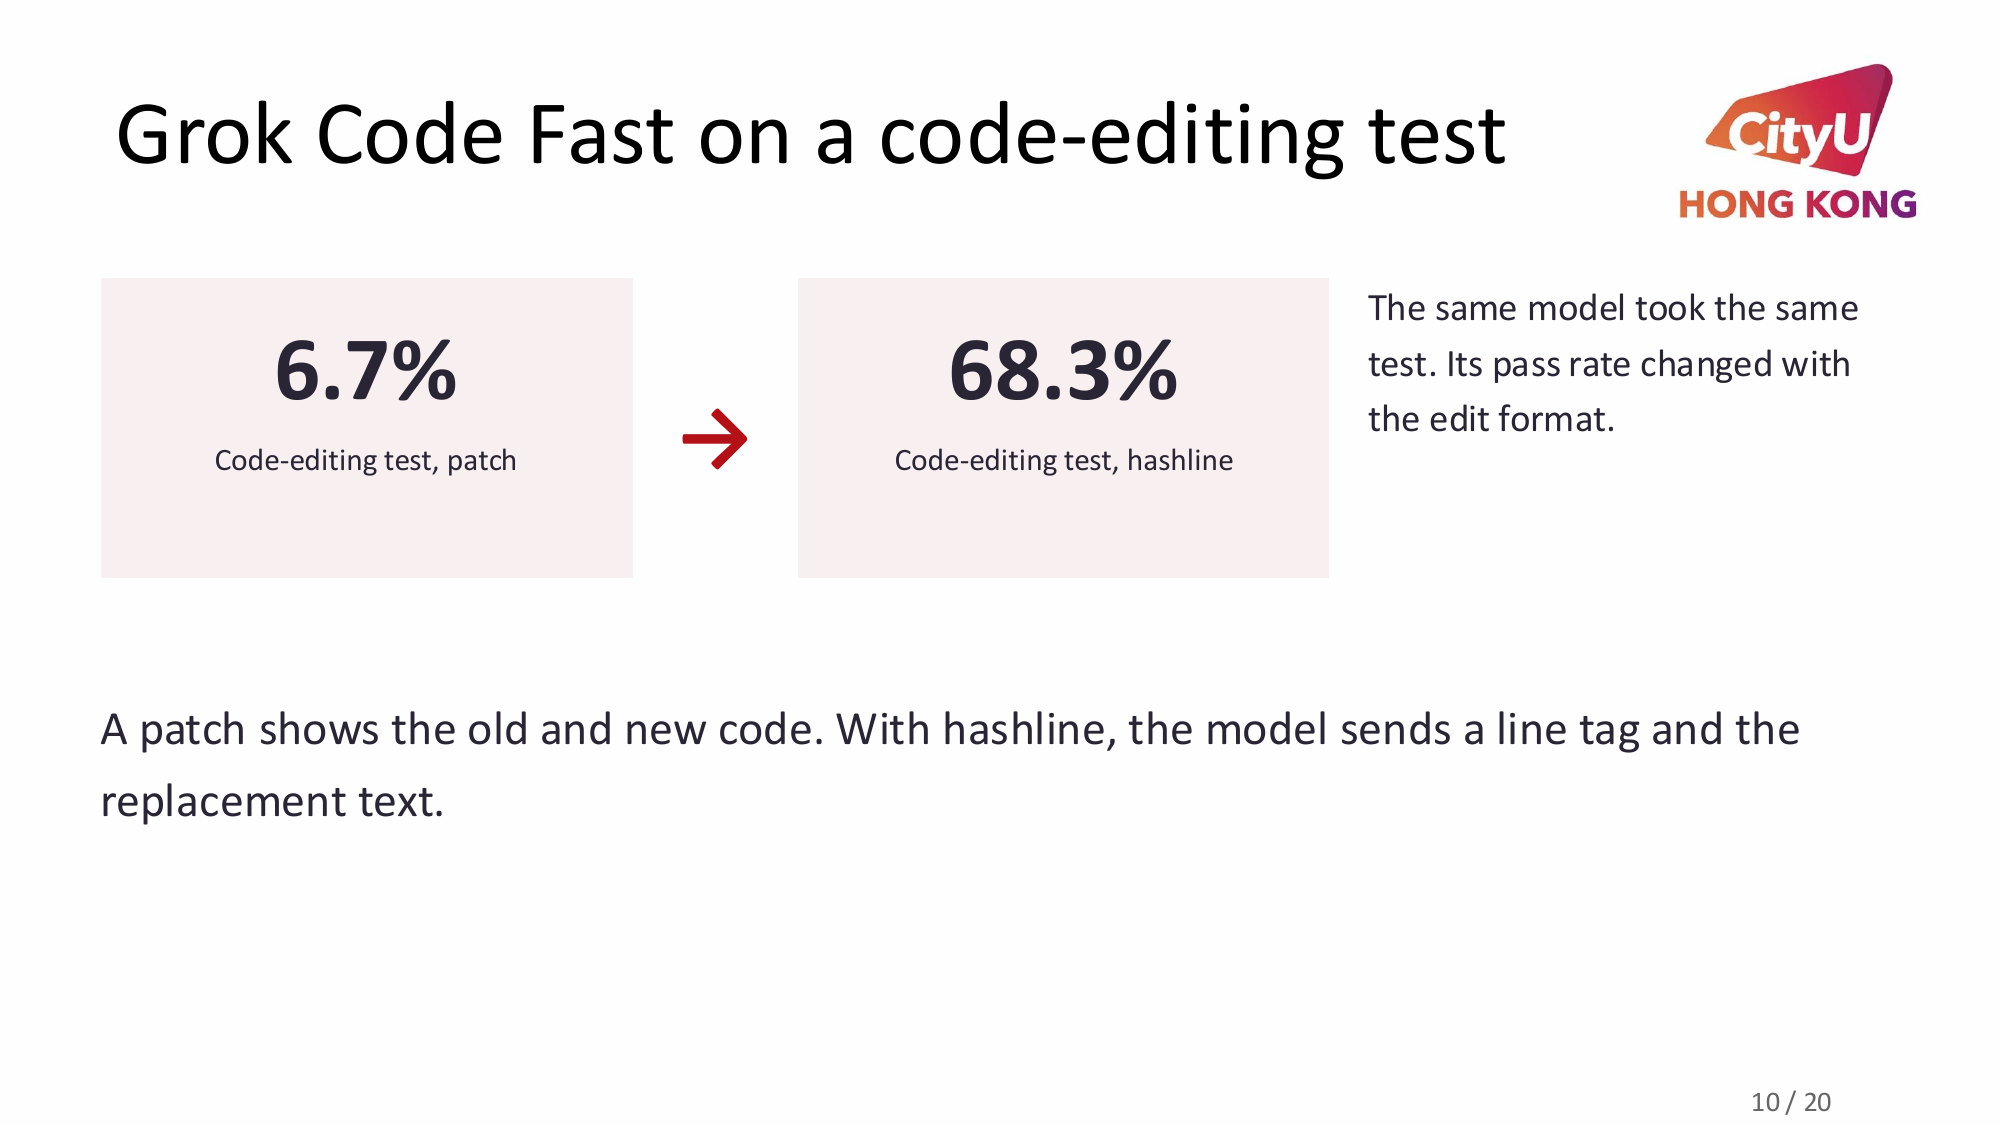 Grok Code Fast on a code-editing test
CityU
HONG KONG
6.7%
Code-editing test, patch
→
68.3%
Code-editing test, hashline
The same model took the same
test. Its pass rate changed with
the edit format.
A patch shows the old and new code. With hashline, the model sends a line tag and the
replacement text.
10 / 20